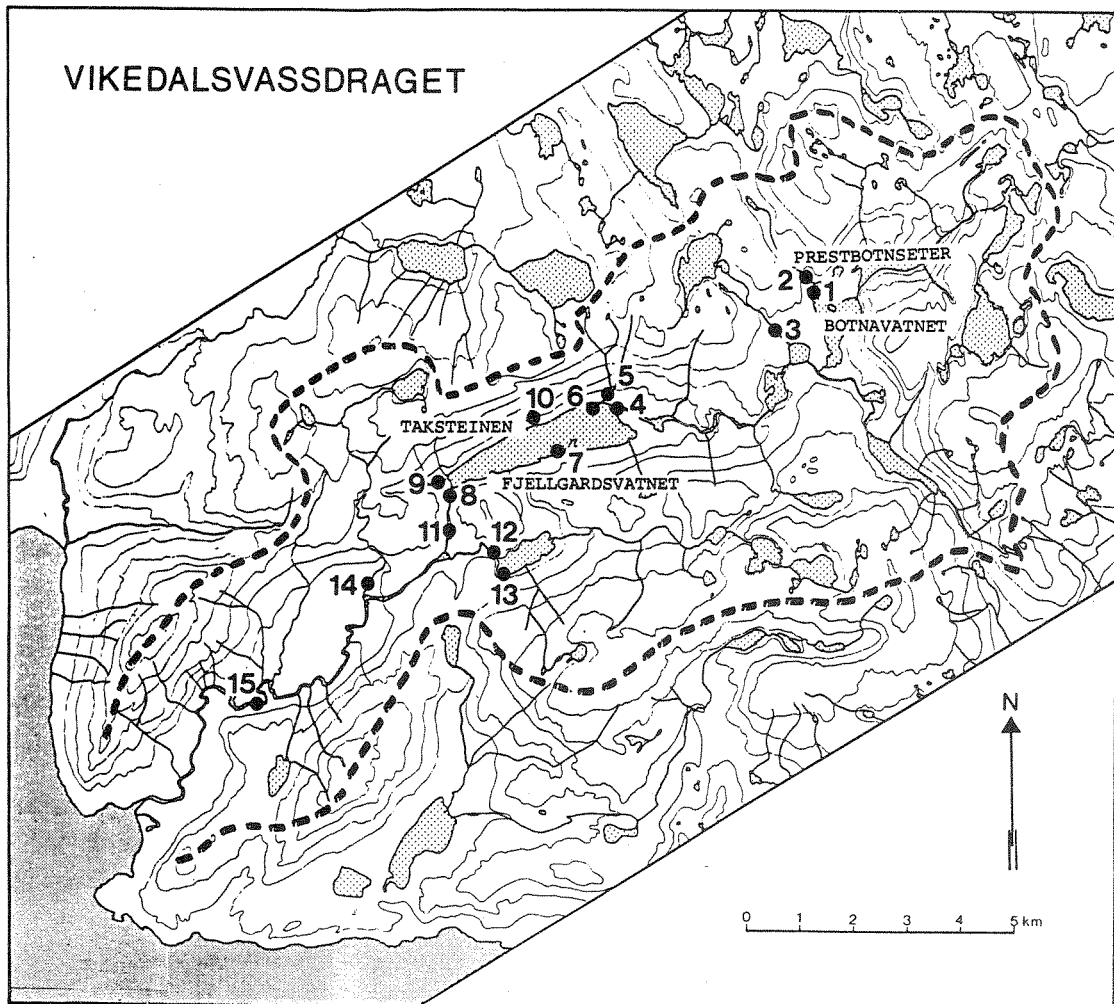 VIKEDALSVASSDRAGET
PRESTBOTNSETER
2
1
BOTNAVATNET
3
5
10
6
4
TAKSTEINEN
7
9
8
FJELLGARDSVATNET
11
12
14
13
15
N
0 1 2 3 4 5 km